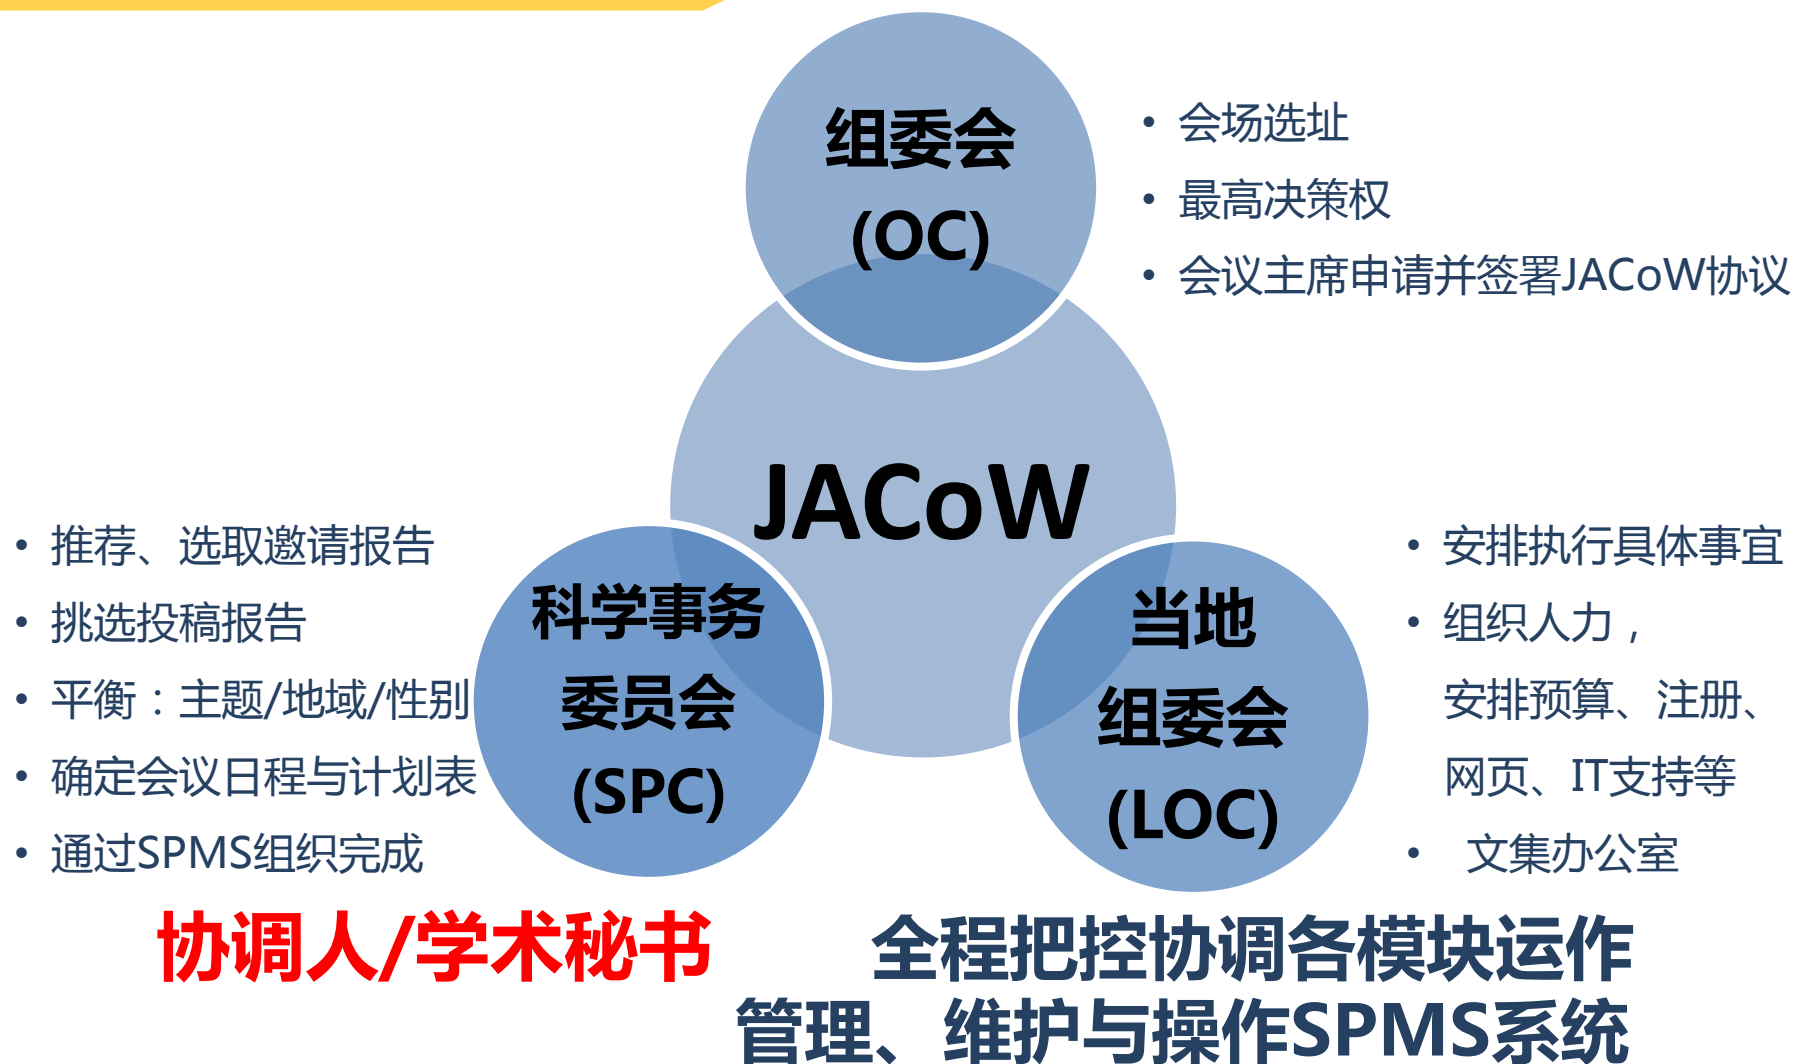 组委会
(OC)
• 会场选址
• 最高决策权
• 会议主席申请并签署JACoW协议
JACoW
• 推荐、选取邀请报告
• 挑选投稿报告
• 平衡：主题/地域/性别
• 确定会议日程与计划表
• 通过SPMS组织完成
科学事务
委员会
(SPC)
当地
组委会
(LOC)
• 安排执行具体事宜
• 组织人力，
安排预算、注册、
网页、IT支持等
• 文集办公室
协调人/学术秘书
全程把控协调各模块运作
管理、维护与操作SPMS系统